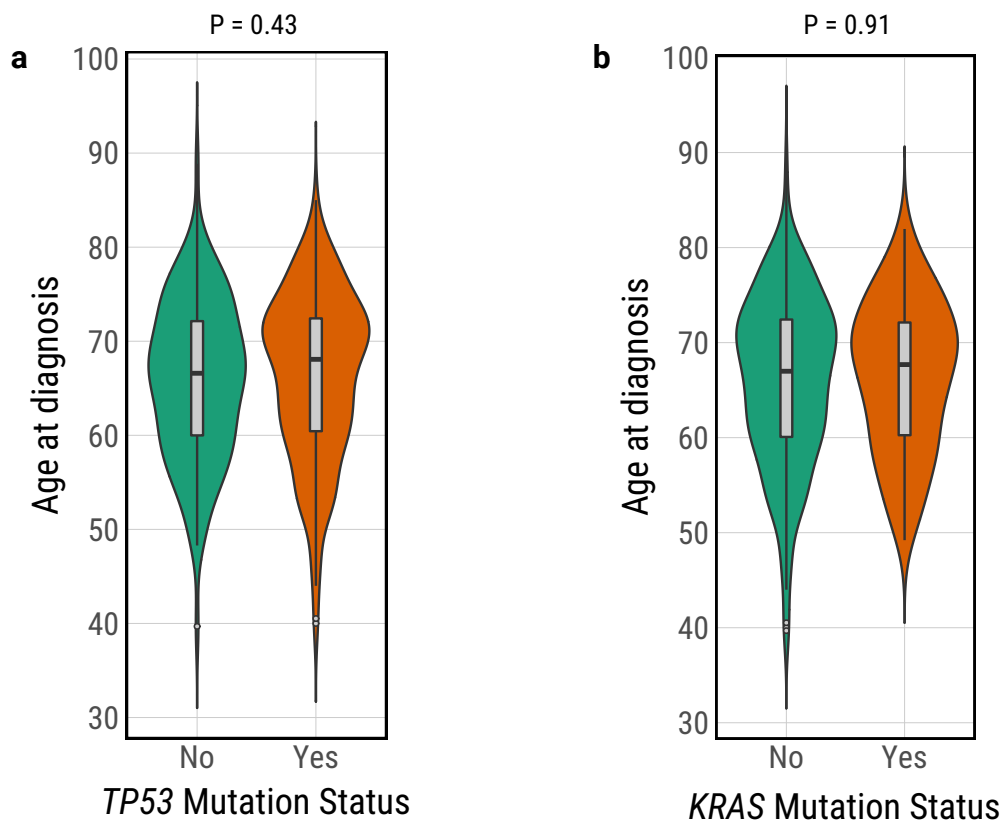 P = 0.43
a
100
90
80
70
60
50
40
30
Age at diagnosis
No Yes
TP53 Mutation Status
P = 0.91
b
100
90
80
70
60
50
40
30
Age at diagnosis
No Yes
KRAS Mutation Status